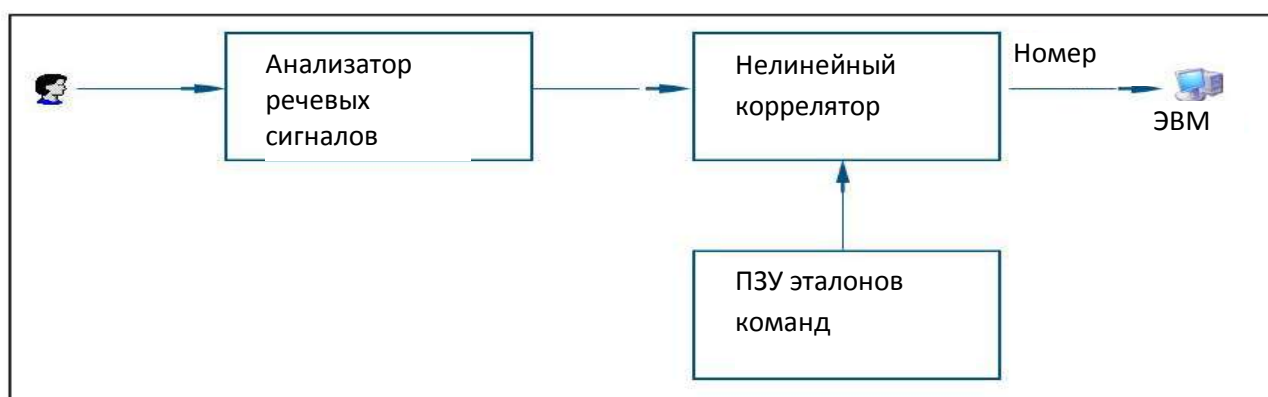 Анализатор
речевых
сигналов
Нелинейный
коррелятор
Номер
ЭВМ
ПЗУ эталонов
команд